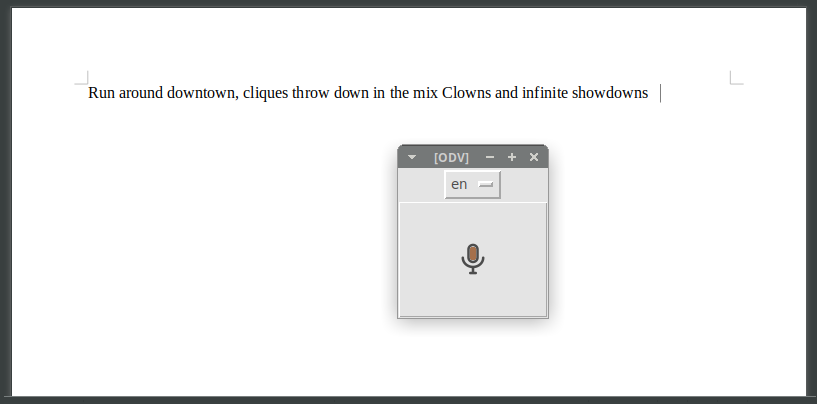 Run around downtown, cliques throw down in the mix Clowns and infinite showdowns
[ODV]
en